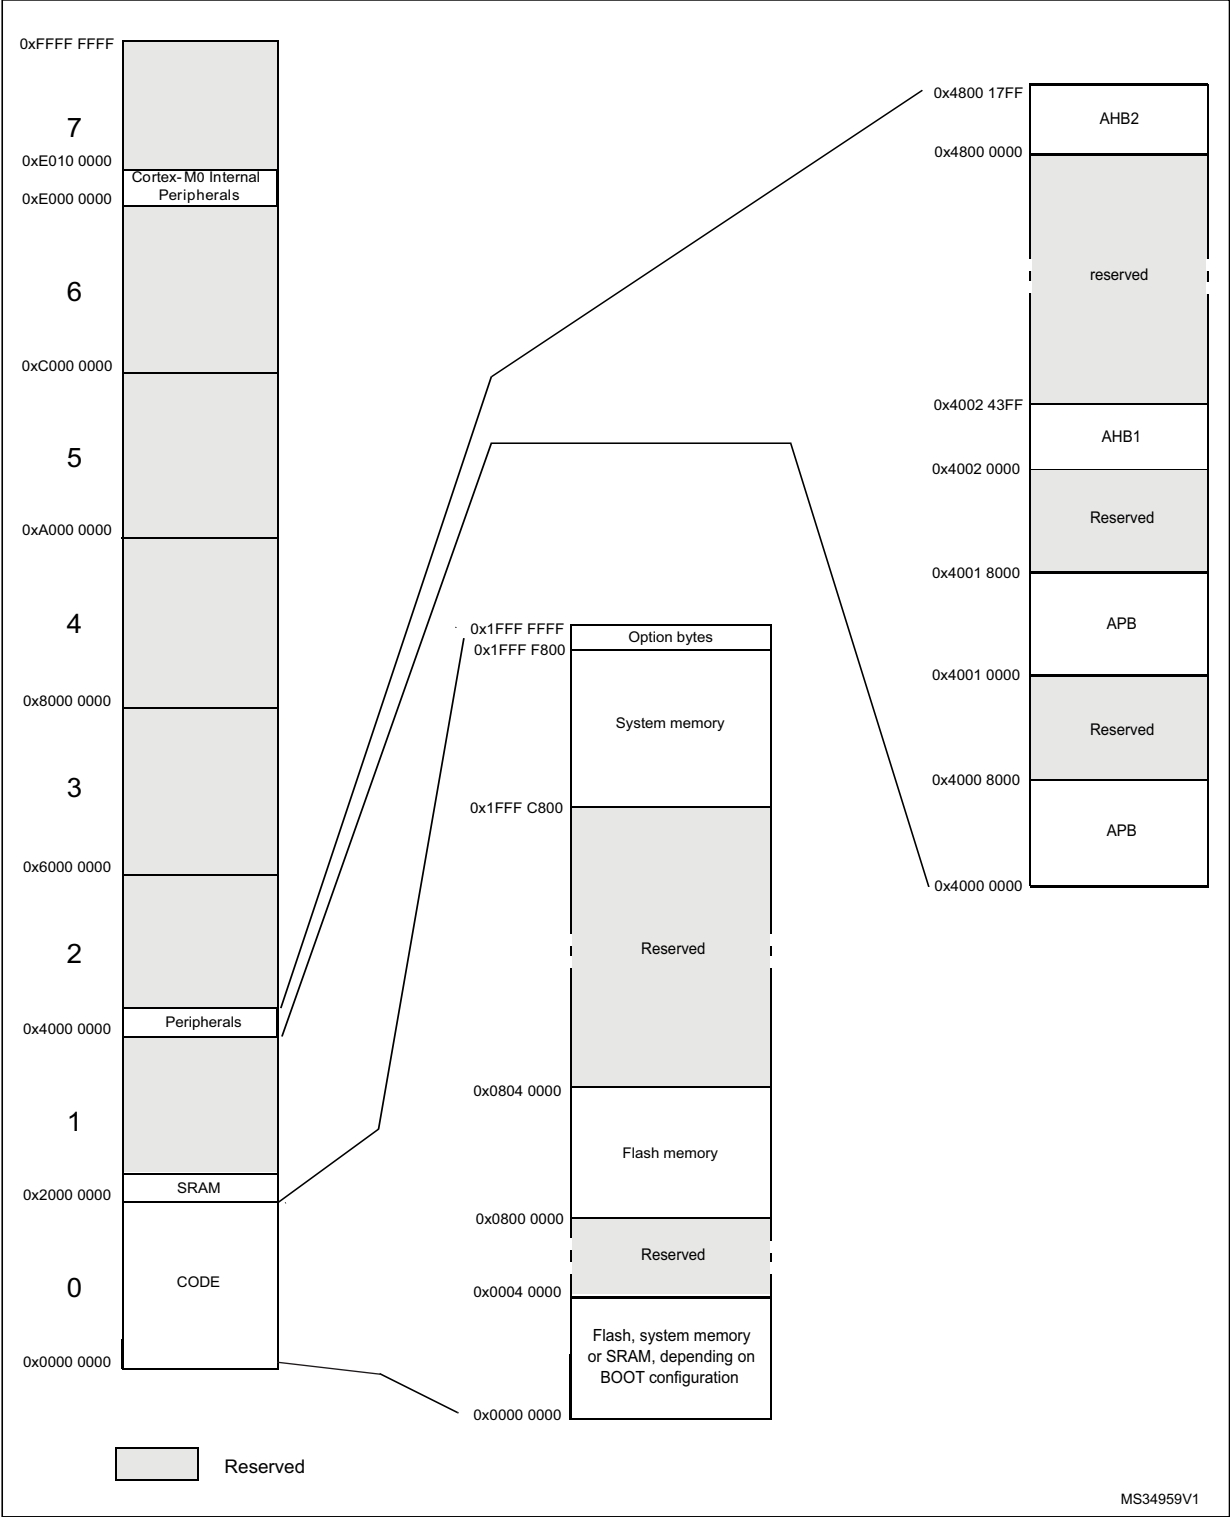 0xFFFF FFFF
7
0xE010 0000
Cortex-M0 Internal
Peripherals
0xE000 0000
6
0xC000 0000
5
0xA000 0000
4
0x8000 0000
3
0x6000 0000
2
Peripherals
0x4000 0000
1
SRAM
0x2000 0000
CODE
0
0x0000 0000
0x1FFF FFFF
Option bytes
0x1FFF F800
System memory
0x1FFF C800
Reserved
0x0804 0000
Flash memory
0x0800 0000
Reserved
0x0004 0000
Flash, system memory
or SRAM, depending on
BOOT configuration
0x0000 0000
0x4800 17FF
AHB2
0x4800 0000
reserved
0x4002 43FF
AHB1
0x4002 0000
Reserved
0x4001 8000
APB
0x4001 0000
Reserved
0x4000 8000
APB
0x4000 0000
Reserved
MS34959V1